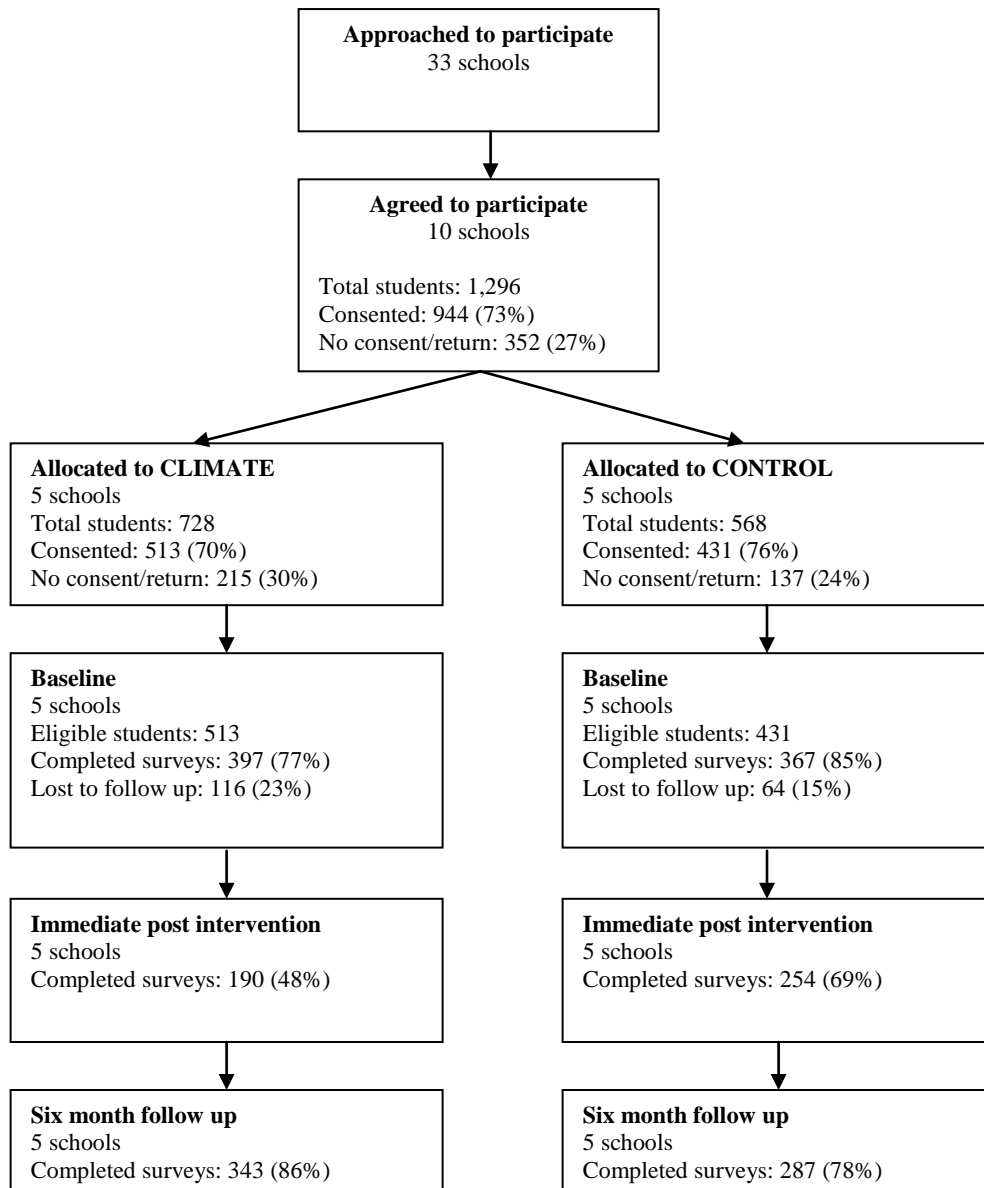 Approached to participate
33 schools
Agreed to participate
10 schools
Total students: 1,296
Consented: 944 (73%)
No consent/return: 352 (27%)
Allocated to CLIMATE
5 schools
Total students: 728
Consented: 513 (70%)
No consent/return: 215 (30%)
Allocated to CONTROL
5 schools
Total students: 568
Consented: 431 (76%)
No consent/return: 137 (24%)
Baseline
5 schools
Eligible students: 513
Completed surveys: 397 (77%)
Lost to follow up: 116 (23%)
Baseline
5 schools
Eligible students: 431
Completed surveys: 367 (85%)
Lost to follow up: 64 (15%)
Immediate post intervention
5 schools
Completed surveys: 190 (48%)
Immediate post intervention
5 schools
Completed surveys: 254 (69%)
Six month follow up
5 schools
Completed surveys: 343 (86%)
Six month follow up
5 schools
Completed surveys: 287 (78%)